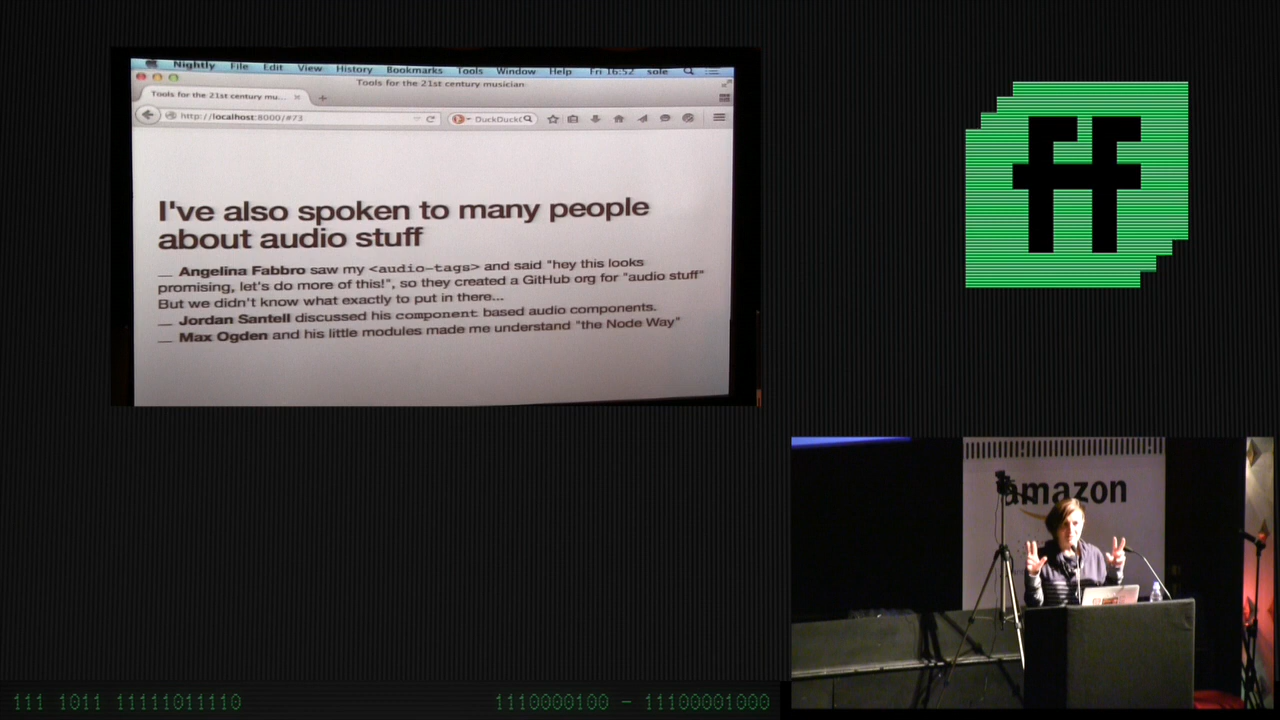 Nightly File Edit View History Bookmarks Tools Window Help Fri 16:52 sole
Tools for the 21st century musician
Tools for the 21st century mu...
http://localhost:8000/#73
DuckDuckG
I've also spoken to many people
about audio stuff
__ Angelina Fabbro saw my <audio-tags> and said "hey this looks
promising, let's do more of this!", so they created a GitHub org for "audio stuff"
But we didn't know what exactly to put in there...
__ Jordan Santell discussed his component based audio components.
__ Max Ogden and his little modules made me understand "the Node Way"
ff
amazon
111 1011 11111011110
1110000100 - 11100001000